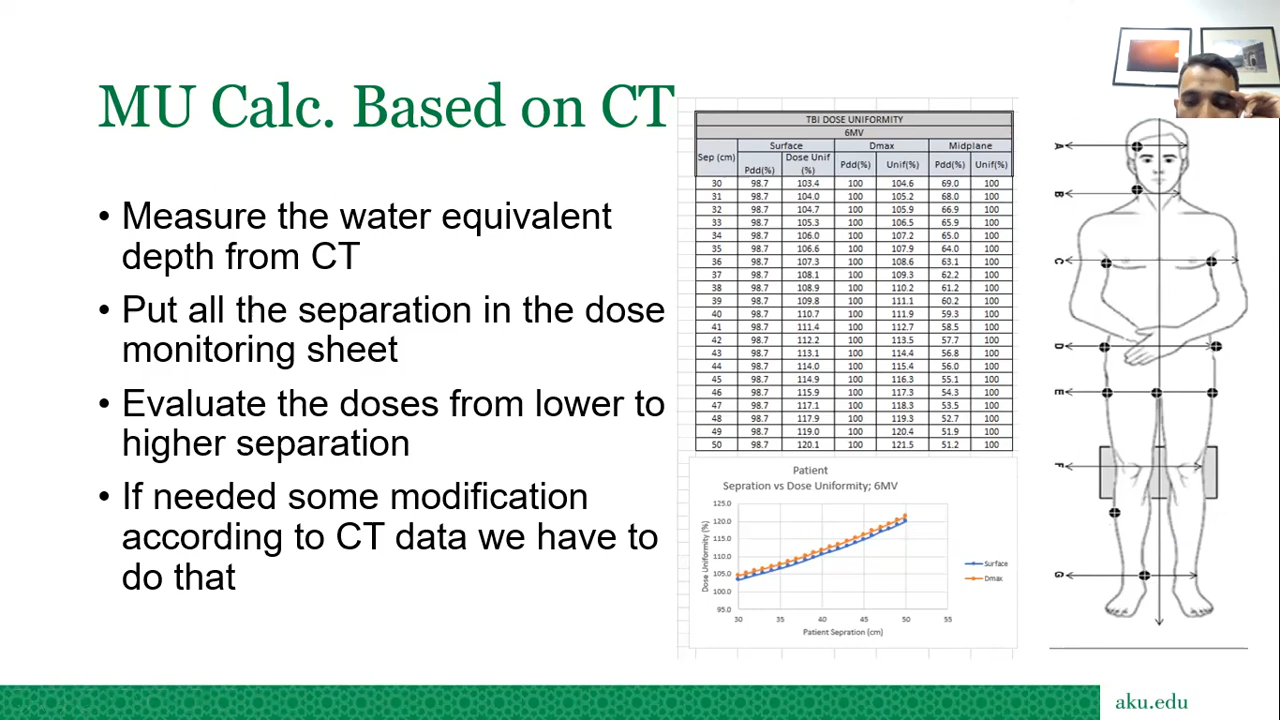 MU Calc. Based on CT
• Measure the water equivalent
depth from CT
• Put all the separation in the dose
monitoring sheet
• Evaluate the doses from lower to
higher separation
• If needed some modification
according to CT data we have to
do that
TBI DOSE UNIFORMITY
6MV
Sep (cm) Surface Dmax Midplane
Pdd(%) Dose Unif (%) Pdd(%) Unif(%) Pdd(%) Unif(%)
30 98.7 103.4 100 104.6 69.0 100
31 98.7 104.0 100 105.2 68.0 100
32 98.7 104.7 100 105.9 66.9 100
33 98.7 105.3 100 106.5 65.9 100
34 98.7 106.0 100 107.2 65.0 100
35 98.7 106.6 100 107.9 64.0 100
36 98.7 107.3 100 108.6 63.1 100
37 98.7 108.1 100 109.3 62.2 100
38 98.7 108.9 100 110.2 61.2 100
39 98.7 109.8 100 111.1 60.2 100
40 98.7 110.7 100 111.9 59.3 100
41 98.7 111.4 100 112.7 58.5 100
42 98.7 112.2 100 113.5 57.7 100
43 98.7 113.1 100 114.4 56.8 100
44 98.7 114.0 100 115.4 56.0 100
45 98.7 114.9 100 116.3 55.1 100
46 98.7 115.9 100 117.3 54.3 100
47 98.7 117.1 100 118.3 53.5 100
48 98.7 117.9 100 119.3 52.7 100
49 98.7 119.0 100 120.4 51.9 100
50 98.7 120.1 100 121.5 51.2 100
Patient
Sepration vs Dose Uniformity; 6MV
Dose Uniformity (%)
125.0
120.0
115.0
110.0
105.0
100.0
95.0
30 35 40 45 50 55
Patient Sepration (cm)
Surface
Dmax
A
B
C
D
E
F
G
aku.edu